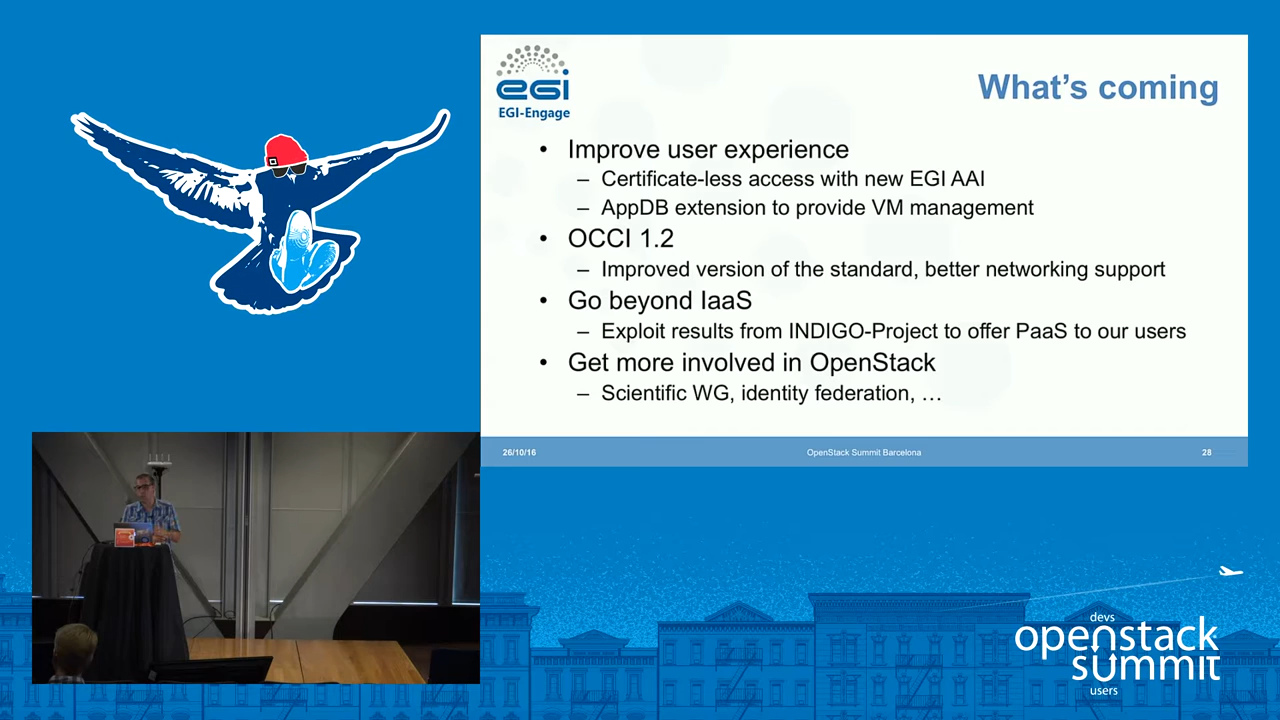 egi
EGI-Engage
What's coming
• Improve user experience
– Certificate-less access with new EGI AAI
– AppDB extension to provide VM management
• OCCI 1.2
– Improved version of the standard, better networking support
• Go beyond IaaS
– Exploit results from INDIGO-Project to offer PaaS to our users
• Get more involved in OpenStack
– Scientific WG, identity federation, …
26/10/16
OpenStack Summit Barcelona
28
devs
openstack
summit
users